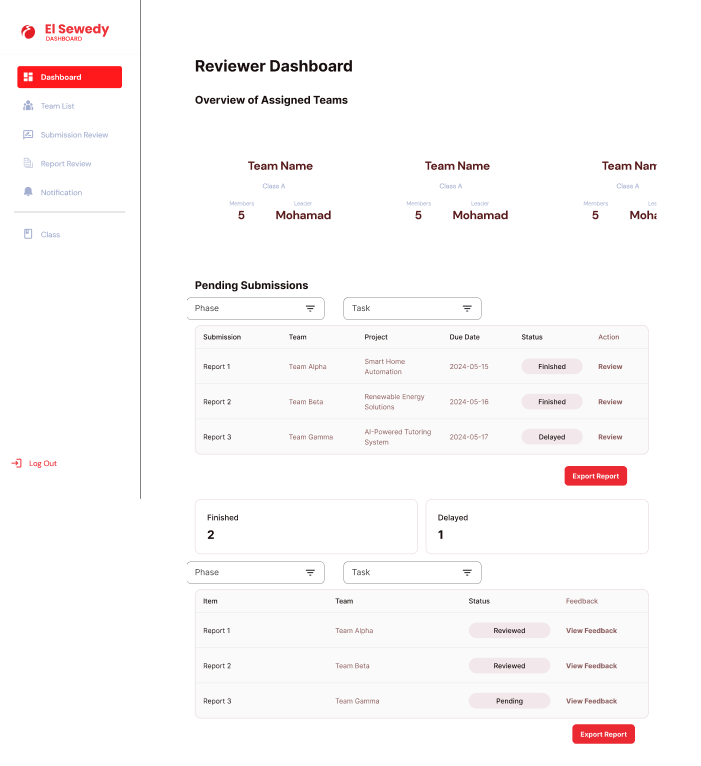 El Sewedy
DASHBOARD
Dashboard
Team List
Submission Review
Report Review
Notification
Class
Log Out
Reviewer Dashboard
Overview of Assigned Teams
Team Name
Class A
Members Leader
5 Mohamad
Team Name
Class A
Members Leader
5 Mohamad
Team Nam
Class A
Members Le
5 Moha
Pending Submissions
Phase Task
Submission Team Project Due Date Status Action
Report 1 Team Alpha Smart Home Automation 2024-05-15 Finished Review
Report 2 Team Beta Renewable Energy Solutions 2024-05-16 Finished Review
Report 3 Team Gamma AI-Powered Tutoring System 2024-05-17 Delayed Review
Export Report
Finished Delayed
2 1
Phase Task
Item Team Status Feedback
Report 1 Team Alpha Reviewed View Feedback
Report 2 Team Beta Reviewed View Feedback
Report 3 Team Gamma Pending View Feedback
Export Report